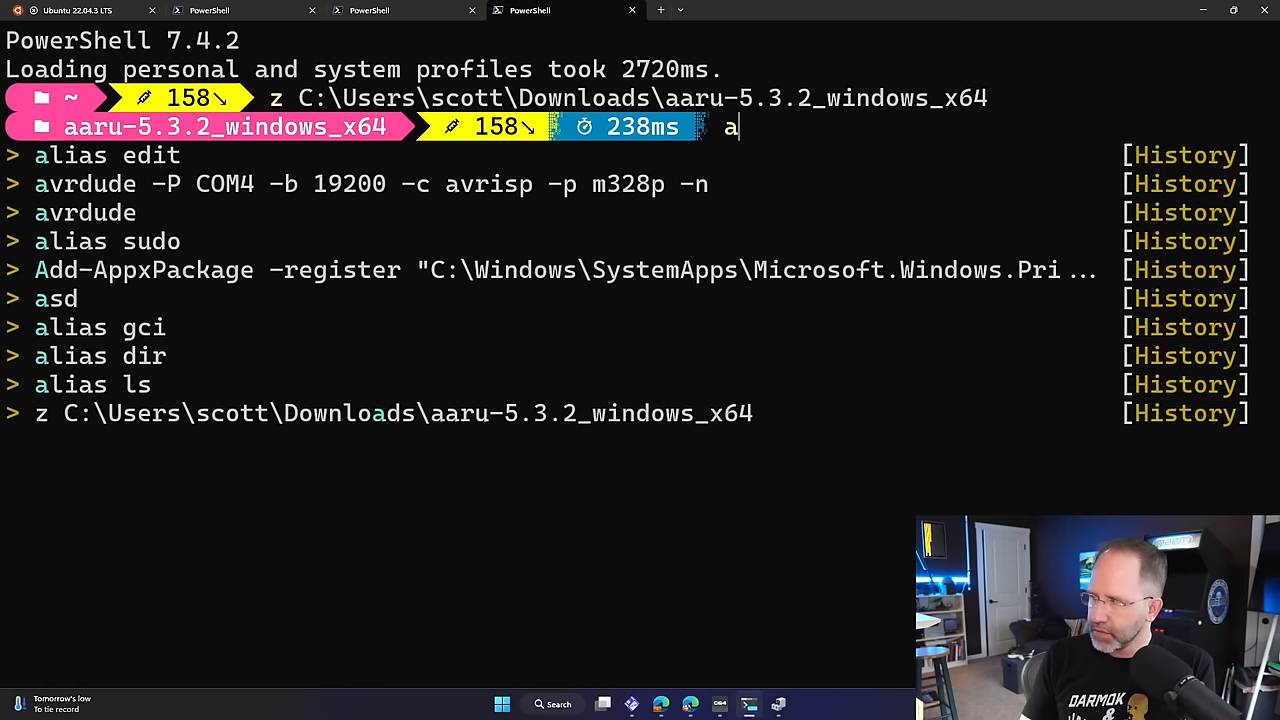 Ubuntu 22.04.3 LTS
PowerShell
PowerShell
PowerShell
PowerShell 7.4.2
Loading personal and system profiles took 2720ms.
~ 158↘ z C:\Users\scott\Downloads\aaru-5.3.2_windows_x64
aaru-5.3.2_windows_x64 158↘ 238ms a
> alias edit [History]
> avrdude -P COM4 -b 19200 -c avrisp -p m328p -n [History]
> avrdude [History]
> alias sudo [History]
> Add-AppxPackage -register "C:\Windows\SystemApps\Microsoft.Windows.Pri... [History]
> asd [History]
> alias gci [History]
> alias dir [History]
> alias ls [History]
> z C:\Users\scott\Downloads\aaru-5.3.2_windows_x64 [History]
DARMOK
&
Tomorrow's low
To tie record
Search